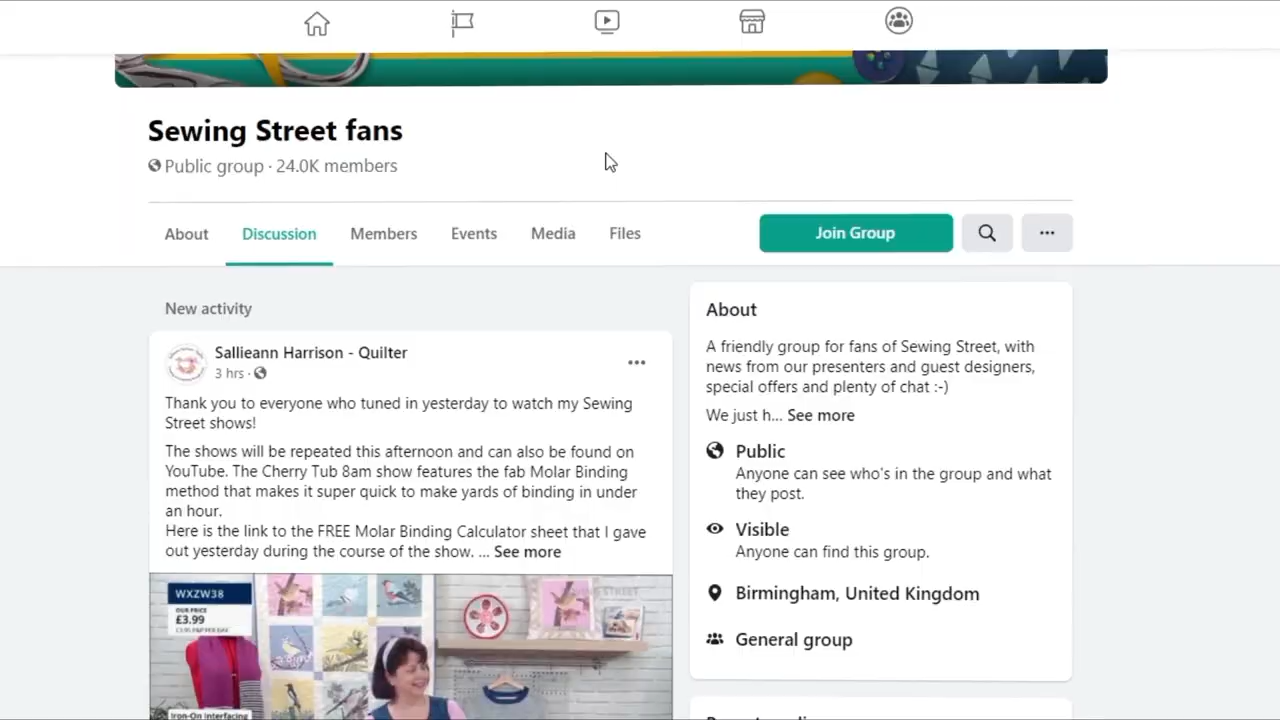 Sewing Street fans
Public group · 24.0K members
About
Discussion
Members
Events
Media
Files
Join Group
New activity
Sallieann Harrison - Quilter
3 hrs ·
Thank you to everyone who tuned in yesterday to watch my Sewing
Street shows!
The shows will be repeated this afternoon and can also be found on
YouTube. The Cherry Tub 8am show features the fab Molar Binding
method that makes it super quick to make yards of binding in under
an hour.
Here is the link to the FREE Molar Binding Calculator sheet that I gave
out yesterday during the course of the show. ... See more
WXZW38
OUR PRICE
£3.99
Iron-On Interfacing
About
A friendly group for fans of Sewing Street, with
news from our presenters and guest designers,
special offers and plenty of chat :-)
We just h... See more
Public
Anyone can see who's in the group and what
they post.
Visible
Anyone can find this group.
Birmingham, United Kingdom
General group